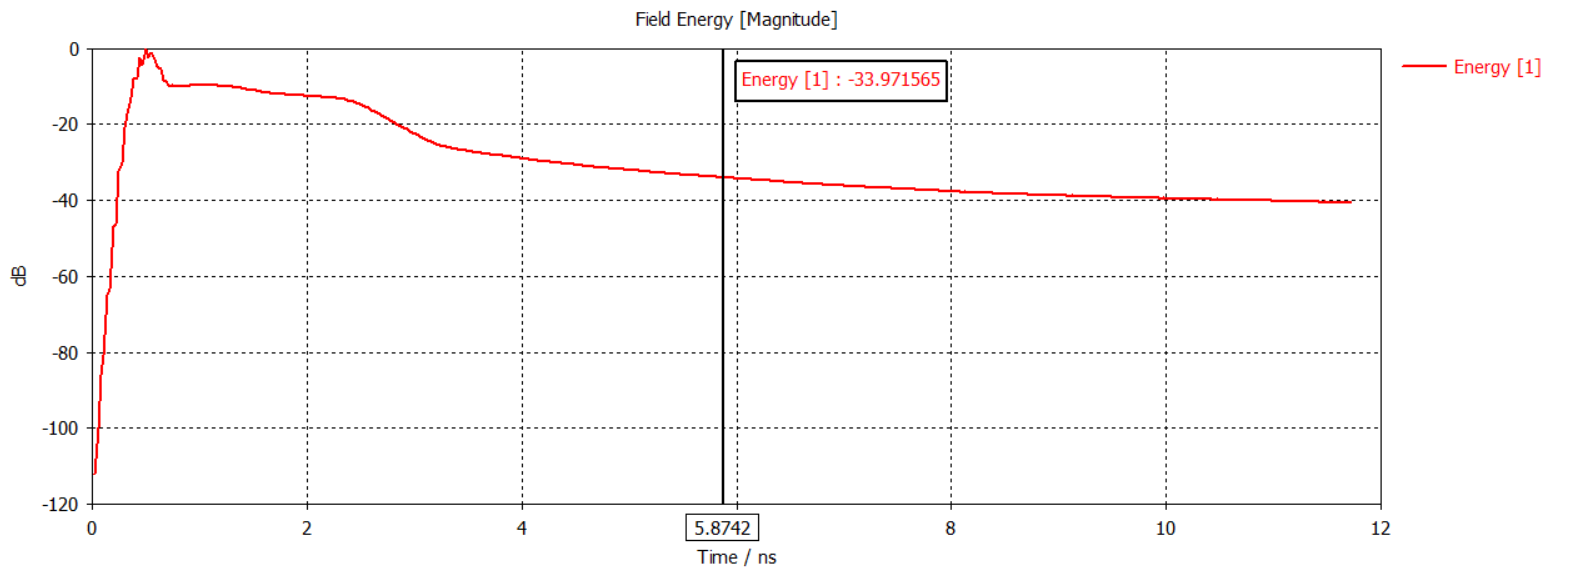 Field Energy [Magnitude]
Energy [1]
Energy [1] : -33.971565
0
-20
-40
-60
-80
-100
-120
dB
0
2
4
5.8742
8
10
12
Time / ns